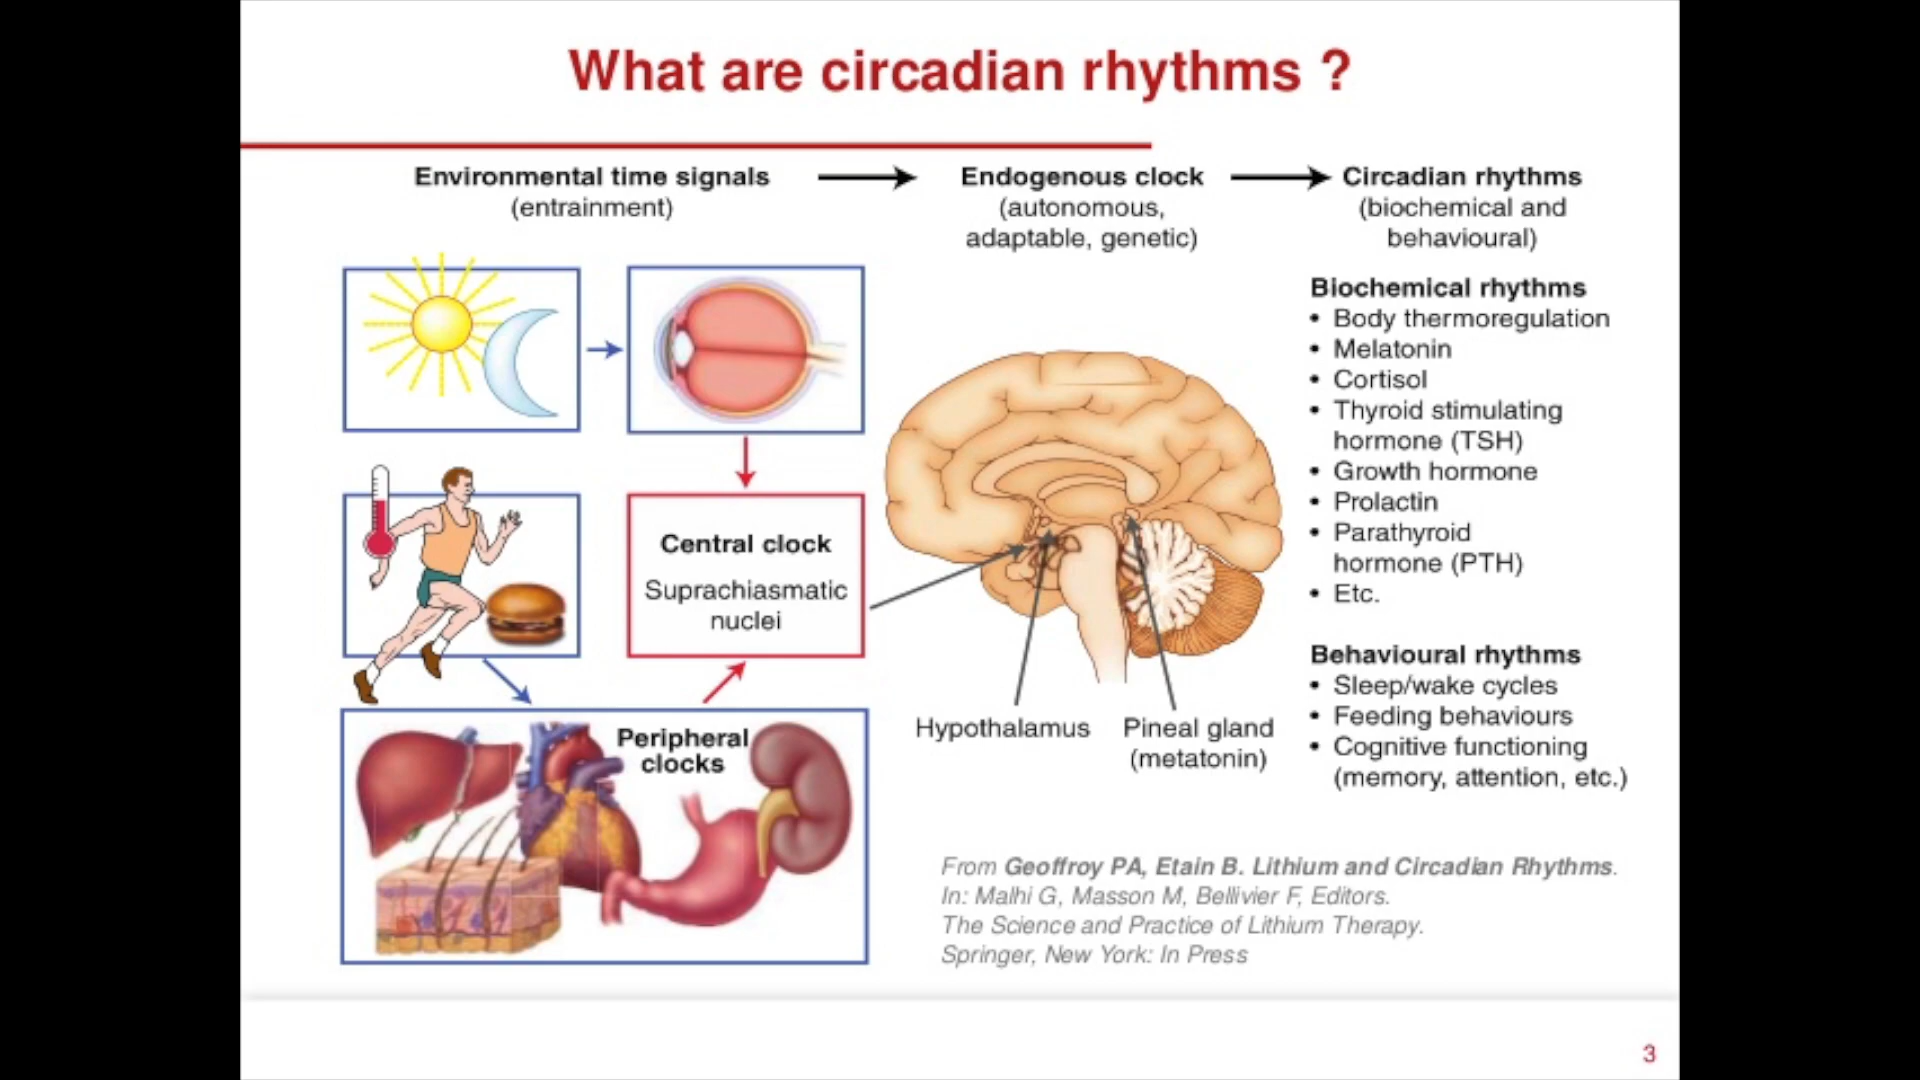 What are circadian rhythms ?
Environmental time signals
(entrainment)
Endogenous clock
(autonomous,
adaptable, genetic)
Circadian rhythms
(biochemical and
behavioural)
Central clock
Suprachiasmatic
nuclei
Peripheral
clocks
Hypothalamus
Pineal gland
(metatonin)
Biochemical rhythms
• Body thermoregulation
• Melatonin
• Cortisol
• Thyroid stimulating
hormone (TSH)
• Growth hormone
• Prolactin
• Parathyroid
hormone (PTH)
• Etc.
Behavioural rhythms
• Sleep/wake cycles
• Feeding behaviours
• Cognitive functioning
(memory, attention, etc.)
From Geoffroy PA, Etain B. Lithium and Circadian Rhythms.
In: Malhi G, Masson M, Bellivier F, Editors.
The Science and Practice of Lithium Therapy.
Springer, New York: In Press
3